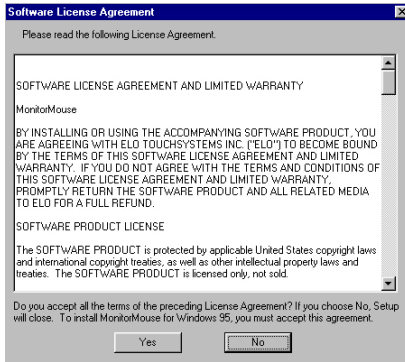 Software License Agreement
Please read the following License Agreement.
SOFTWARE LICENSE AGREEMENT AND LIMITED WARRANTY
MonitorMouse
BY INSTALLING OR USING THE ACCOMPANYING SOFTWARE PRODUCT, YOU
ARE AGREEING WITH ELO TOUCHSYSTEMS INC. ("ELO") TO BECOME BOUND
BY THE TERMS OF THIS SOFTWARE LICENSE AGREEMENT AND LIMITED
WARRANTY.  IF YOU DO NOT AGREE WITH THE TERMS AND CONDITIONS OF
THIS SOFTWARE LICENSE AGREEMENT AND LIMITED WARRANTY,
PROMPTLY RETURN THE SOFTWARE PRODUCT AND ALL RELATED MEDIA
TO ELO FOR A FULL REFUND.
SOFTWARE PRODUCT LICENSE
The SOFTWARE PRODUCT is protected by applicable United States copyright laws
and international copyright treaties, as well as other intellectual property laws and
treaties.  The SOFTWARE PRODUCT is licensed only, not sold.
Do you accept all the terms of the preceding License Agreement? If you choose No, Setup
will close.  To install MonitorMouse for Windows 95, you must accept this agreement.
Yes
No